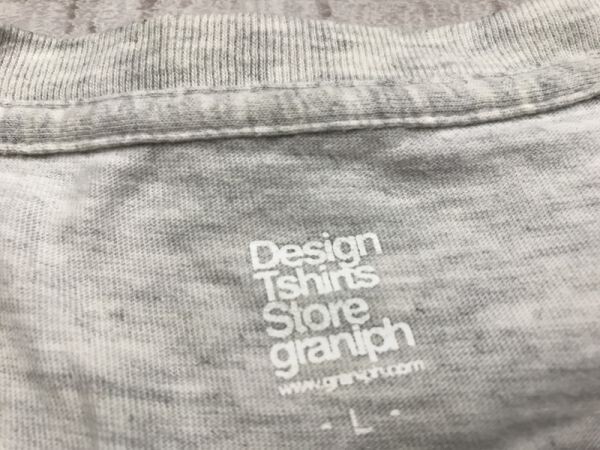 Design
Tshirts
Store
graniph
www.graniph.com
- L -